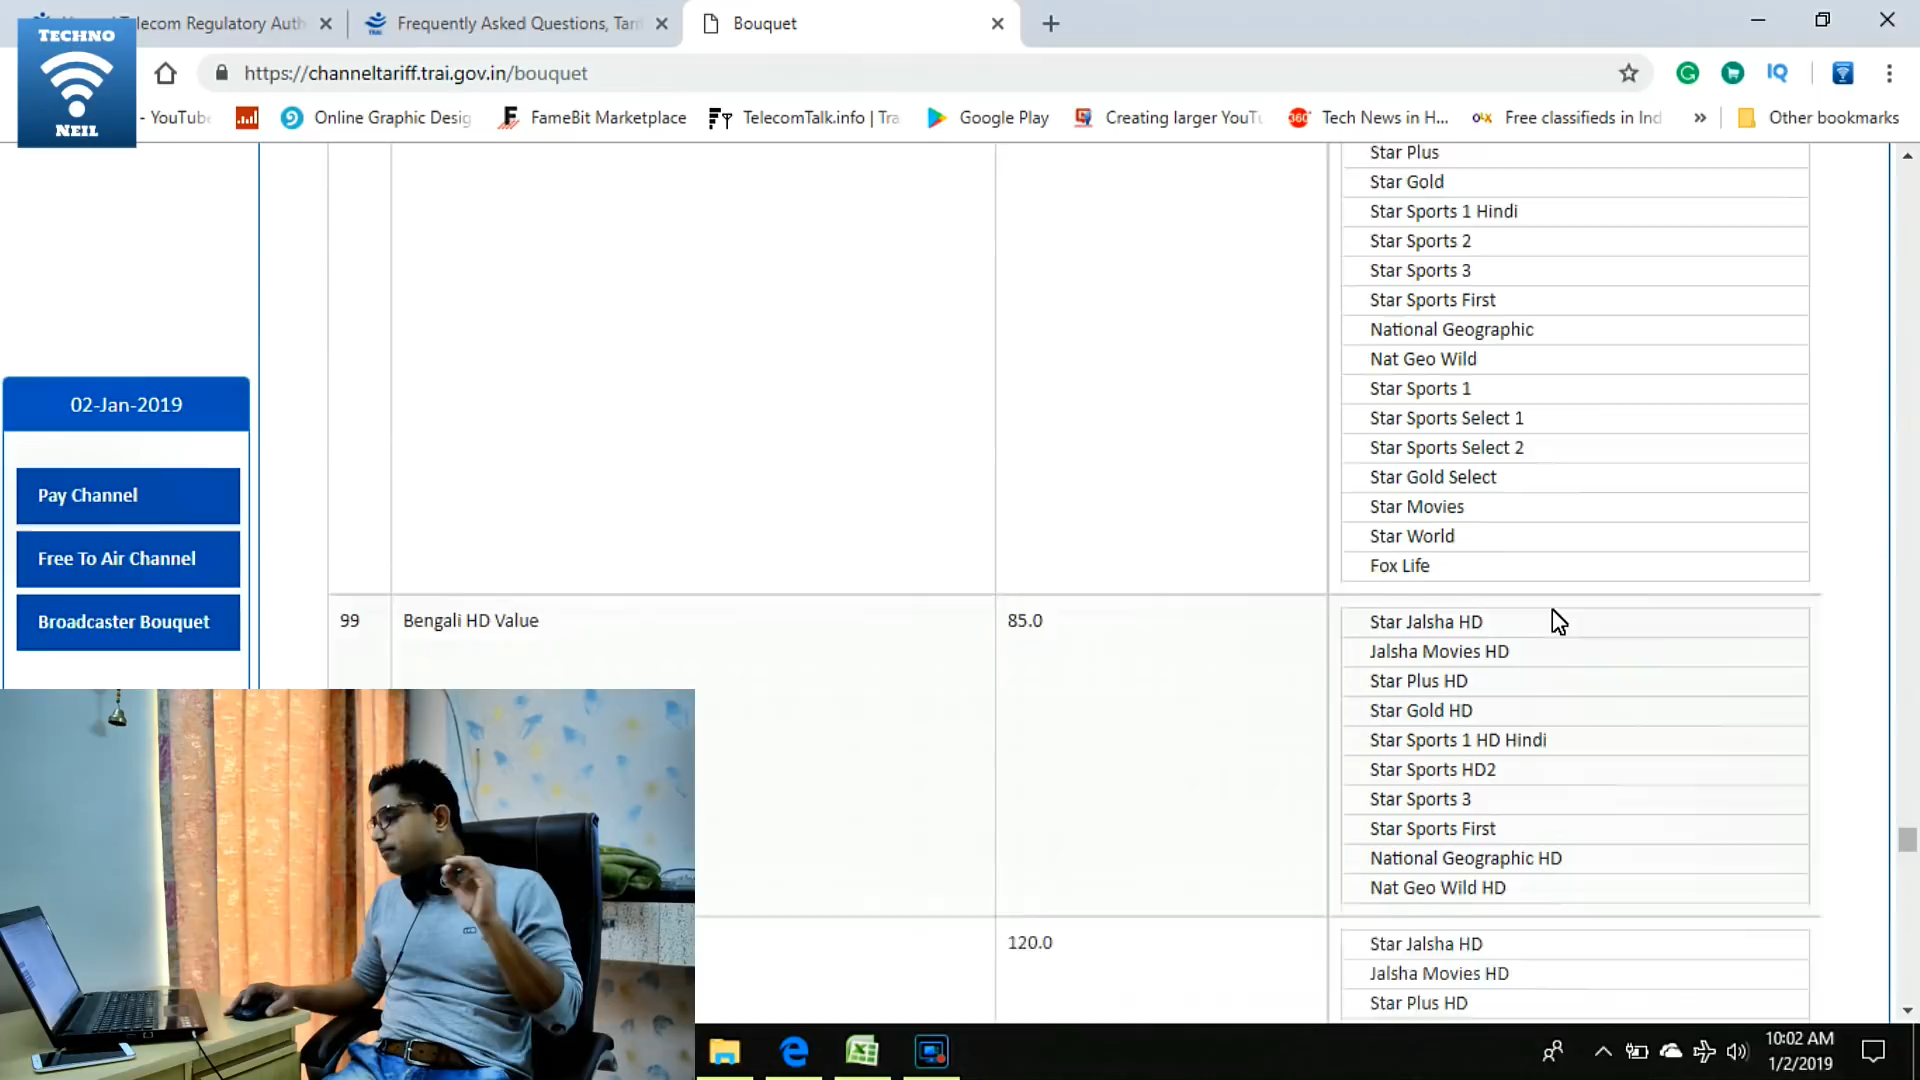 TECHNO
NEIL
elecom Regulatory Auth
Frequently Asked Questions, Tam
Bouquet
https://channeltariff.trai.gov.in/bouquet
IQ
- YouTube
Online Graphic Desig
FameBit Marketplace
TelecomTalk.info | Tra
Google Play
Creating larger YouTu
360°
Tech News in H...
OLX
Free classifieds in Ind
»
Other bookmarks
Star Plus
Star Gold
Star Sports 1 Hindi
Star Sports 2
Star Sports 3
Star Sports First
National Geographic
Nat Geo Wild
Star Sports 1
Star Sports Select 1
Star Sports Select 2
Star Gold Select
Star Movies
Star World
Fox Life
02-Jan-2019
Pay Channel
Free To Air Channel
Broadcaster Bouquet
99
Bengali HD Value
85.0
Star Jalsha HD
Jalsha Movies HD
Star Plus HD
Star Gold HD
Star Sports 1 HD Hindi
Star Sports HD2
Star Sports 3
Star Sports First
National Geographic HD
Nat Geo Wild HD
120.0
Star Jalsha HD
Jalsha Movies HD
Star Plus HD
10:02 AM
1/2/2019